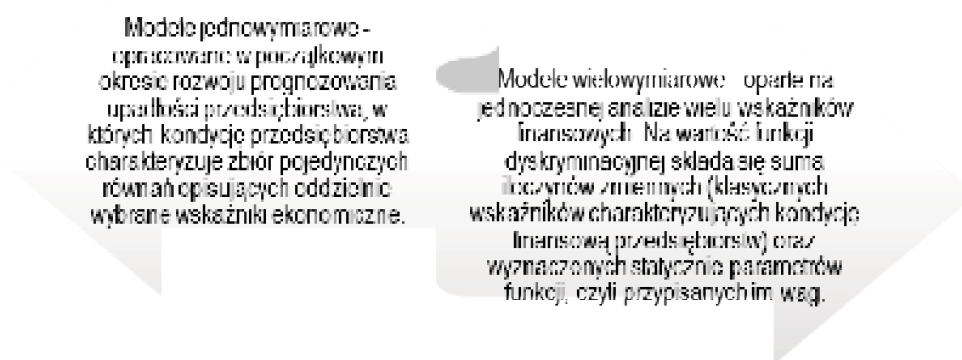 Modele jednowymiarowe -
opracowane w początkowym
okresie rozwoju prognozowania
upadłości przedsiębiorstwa, w
których kondycję przedsiębiorstwa
charakteryzuje zbiór pojedynczych
równań opisujących oddzielnie
wybrane wskaźniki ekonomiczne.
Modele wielowymiarowe - oparte na
jednoczesnej analizie wielu wskaźników
finansowych. Na wartość funkcji
dyskryminacyjnej składa się suma
iloczynów zmiennych (klasycznych
wskaźników charakteryzujących kondycję
finansową przedsiębiorstw) oraz
wyznaczonych statycznie parametrów
funkcji, czyli przypisanych im wag.